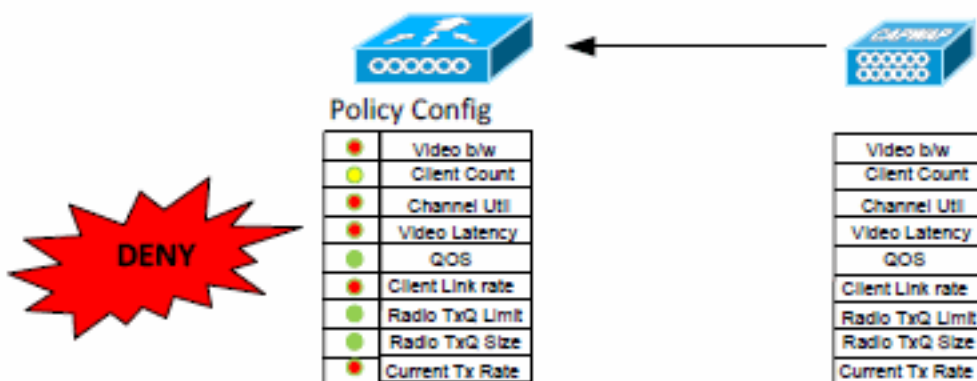 CAPWAP
Policy Config
Video b/w
Client Count
Channel Util
Video Latency
QOS
Client Link rate
Radio TxQ Limit
Radio TxQ Size
Current Tx Rate
DENY
Video b/w
Client Count
Channel Util
Video Latency
QOS
Client Link rate
Radio TxQ Limit
Radio TxQ Size
Current Tx Rate